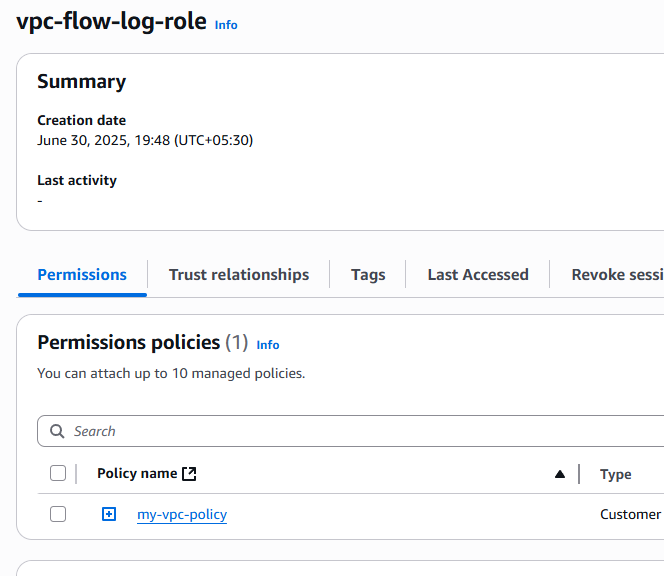 vpc-flow-log-role Info
Summary
Creation date
June 30, 2025, 19:48 (UTC+05:30)
Last activity
-
Permissions Trust relationships Tags Last Accessed Revoke sessi
Permissions policies (1) Info
You can attach up to 10 managed policies.
Search
Policy name Type
my-vpc-policy Customer